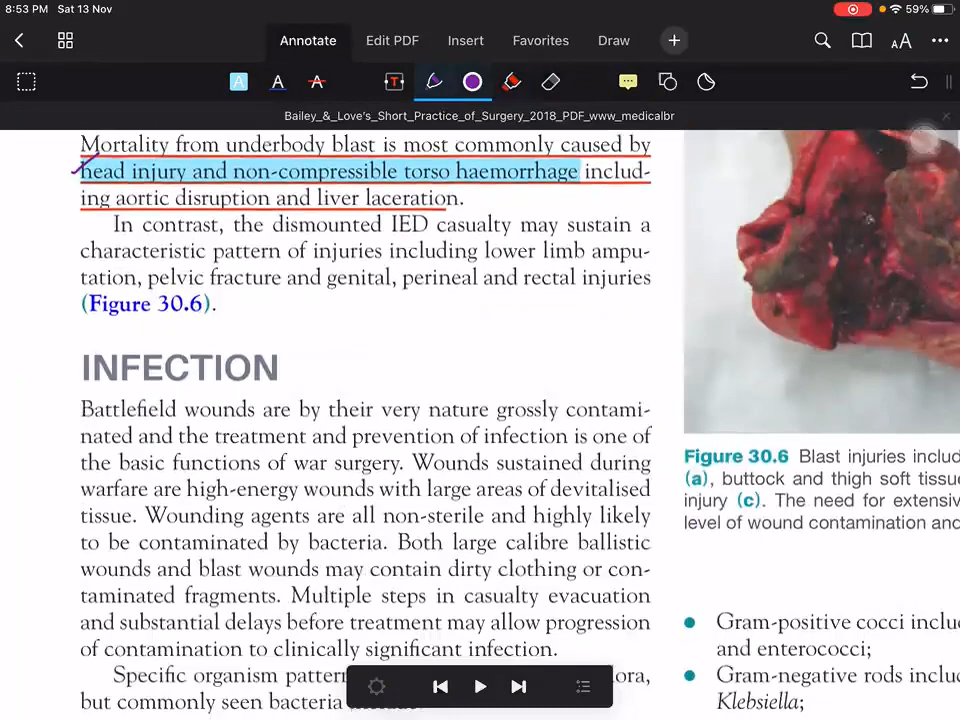 8:53 PM Sat 13 Nov
59%
Annotate Edit PDF Insert Favorites Draw
AA
A A A T
Bailey_&_Love's_Short_Practice_of_Surgery_2018_PDF_www_medicalbr
Mortality from underbody blast is most commonly caused by
head injury and non-compressible torso haemorrhage includ-
ing aortic disruption and liver laceration.
In contrast, the dismounted IED casualty may sustain a
characteristic pattern of injuries including lower limb ampu-
tation, pelvic fracture and genital, perineal and rectal injuries
(Figure 30.6).
INFECTION
Battlefield wounds are by their very nature grossly contami-
nated and the treatment and prevention of infection is one of
the basic functions of war surgery. Wounds sustained during
warfare are high-energy wounds with large areas of devitalised
tissue. Wounding agents are all non-sterile and highly likely
to be contaminated by bacteria. Both large calibre ballistic
wounds and blast wounds may contain dirty clothing or con-
taminated fragments. Multiple steps in casualty evacuation
and substantial delays before treatment may allow progression
of contamination to clinically significant infection.
Specific organism patter
but commonly seen bacteria
Figure 30.6 Blast injuries includ
(a), buttock and thigh soft tissue
injury (c). The need for extensiv
level of wound contamination and
Gram-positive cocci inclu
and enterococci;
Gram-negative rods inclu
Klebsiella;